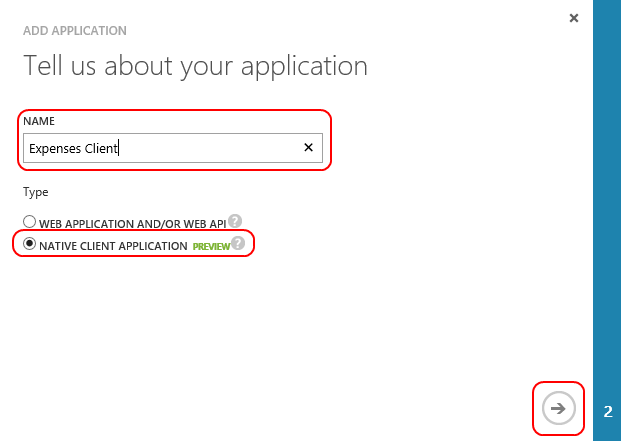 ADD APPLICATION
Tell us about your application
NAME
Expenses Client
Type
WEB APPLICATION AND/OR WEB API ?
NATIVE CLIENT APPLICATION PREVIEW ?
2